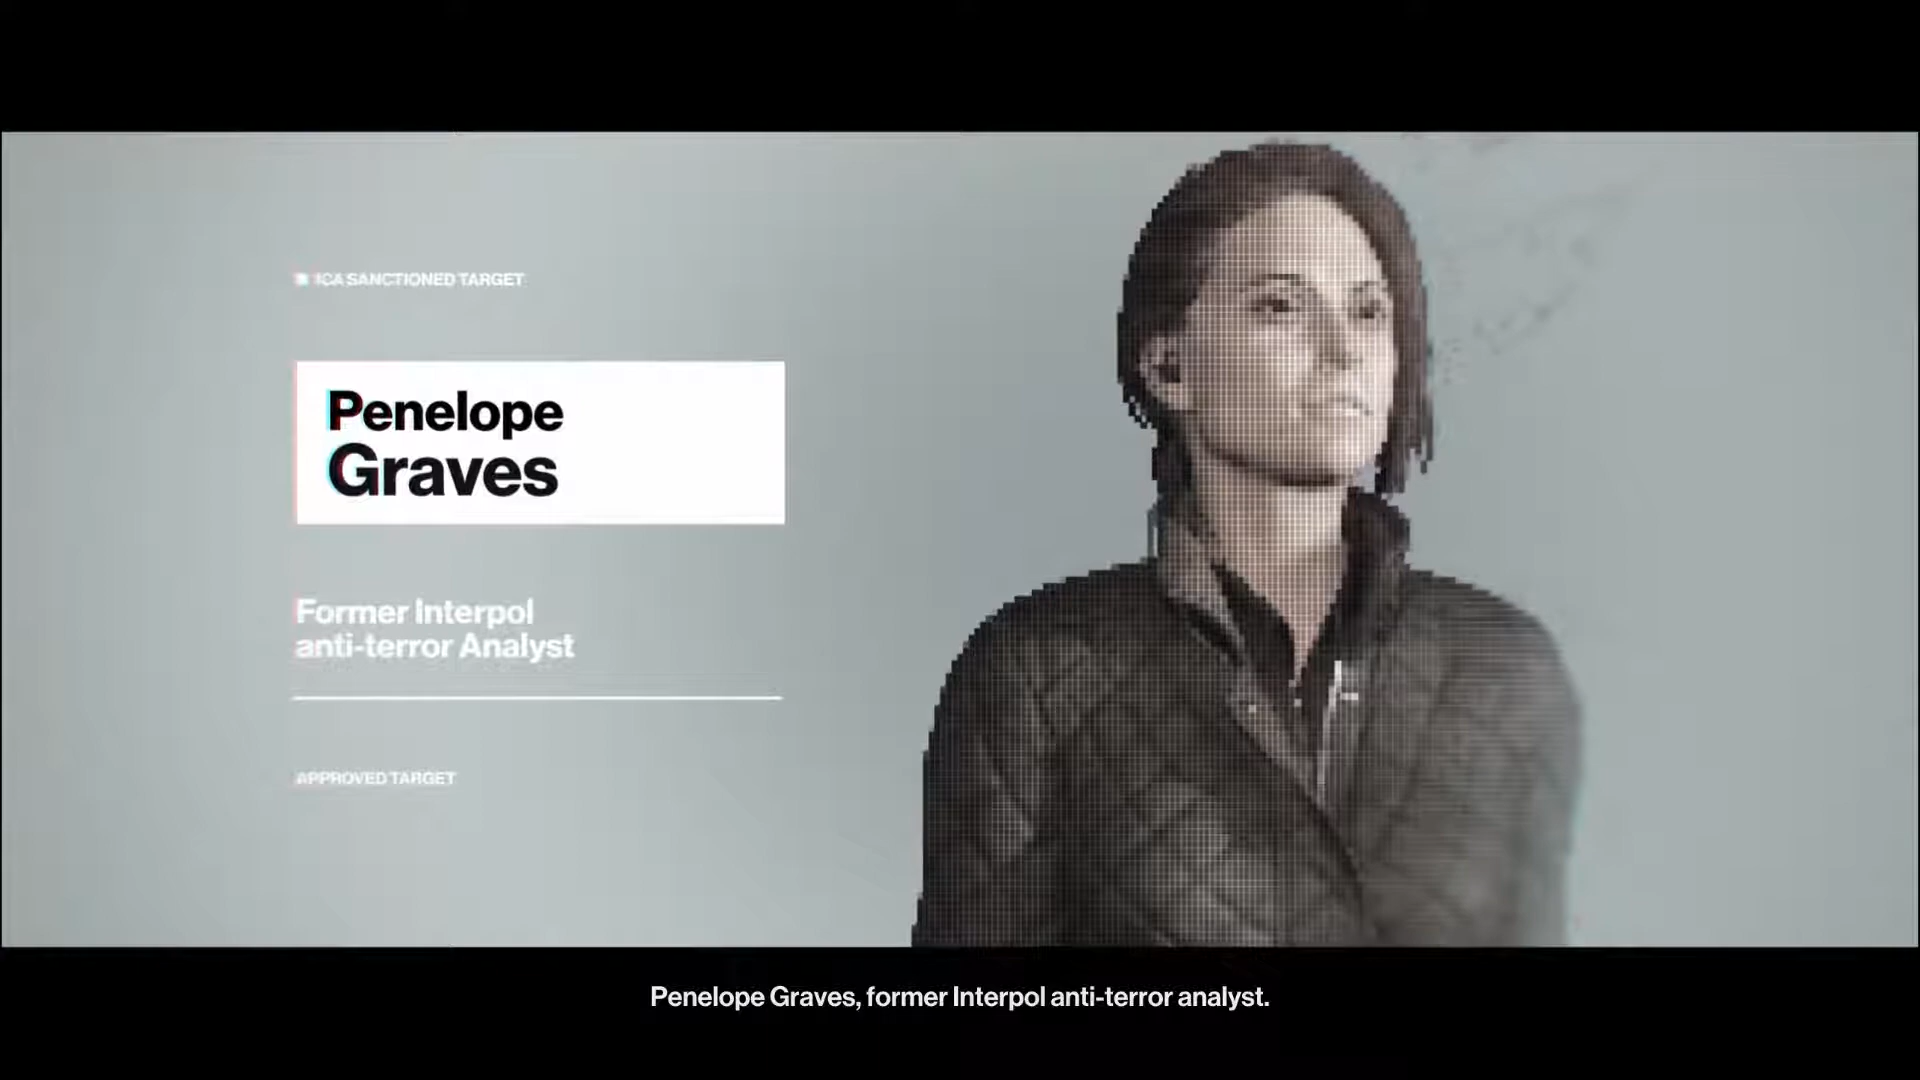 ICA SANCTIONED TARGET
Penelope
Graves
Former Interpol
anti-terror Analyst
APPROVED TARGET
Penelope Graves, former Interpol anti-terror analyst.